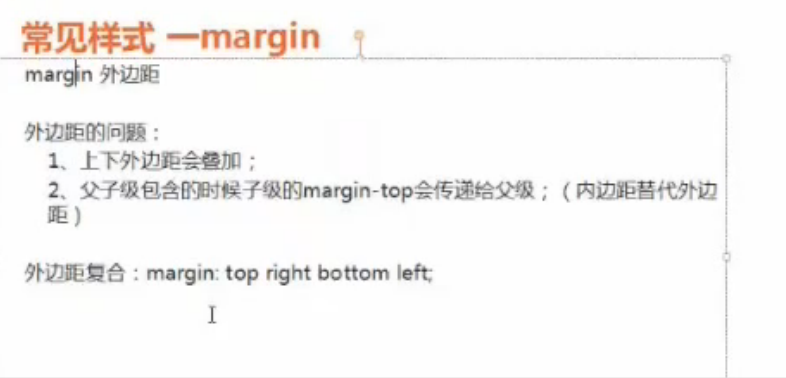 常见样式 一margin
margin 外边距
外边距的问题：
1、上下外边距会叠加；
2、父子级包含的时候子级的margin-top会传递给父级；（内边距替代外边
距）
外边距复合：margin: top right bottom left;